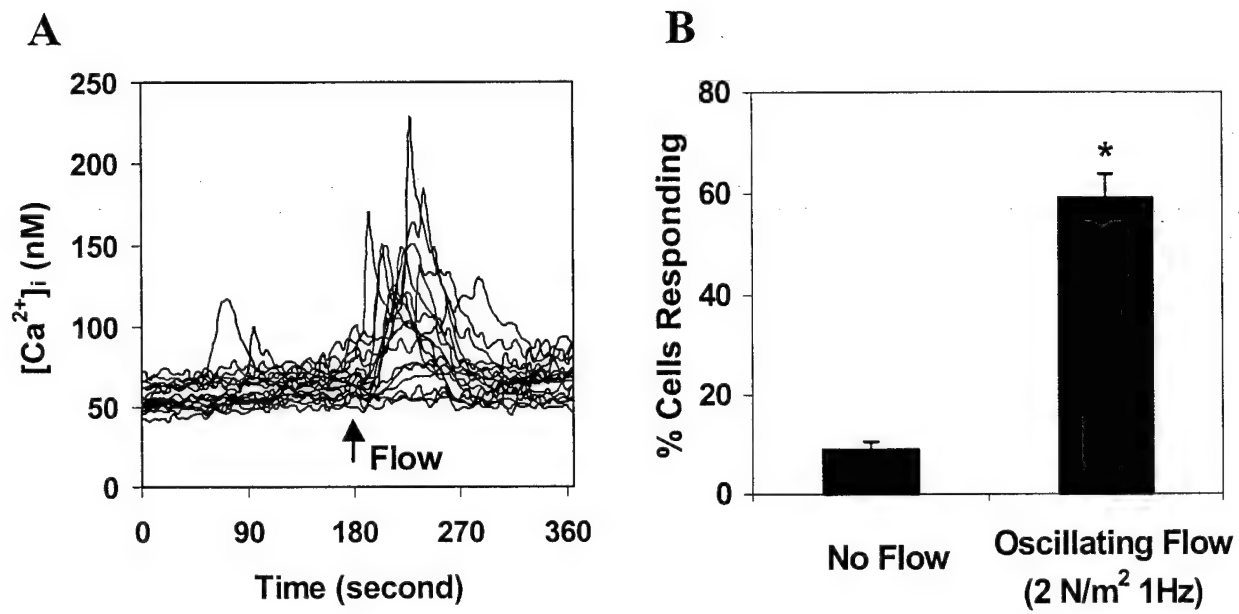 A
[Ca²⁺]ᵢ (nM)
250
200
150
100
50
0
Flow
0 90 180 270 360
Time (second)
B
% Cells Responding
80
60
40
20
0
*
No Flow
Oscillating Flow
(2 N/m² 1Hz)